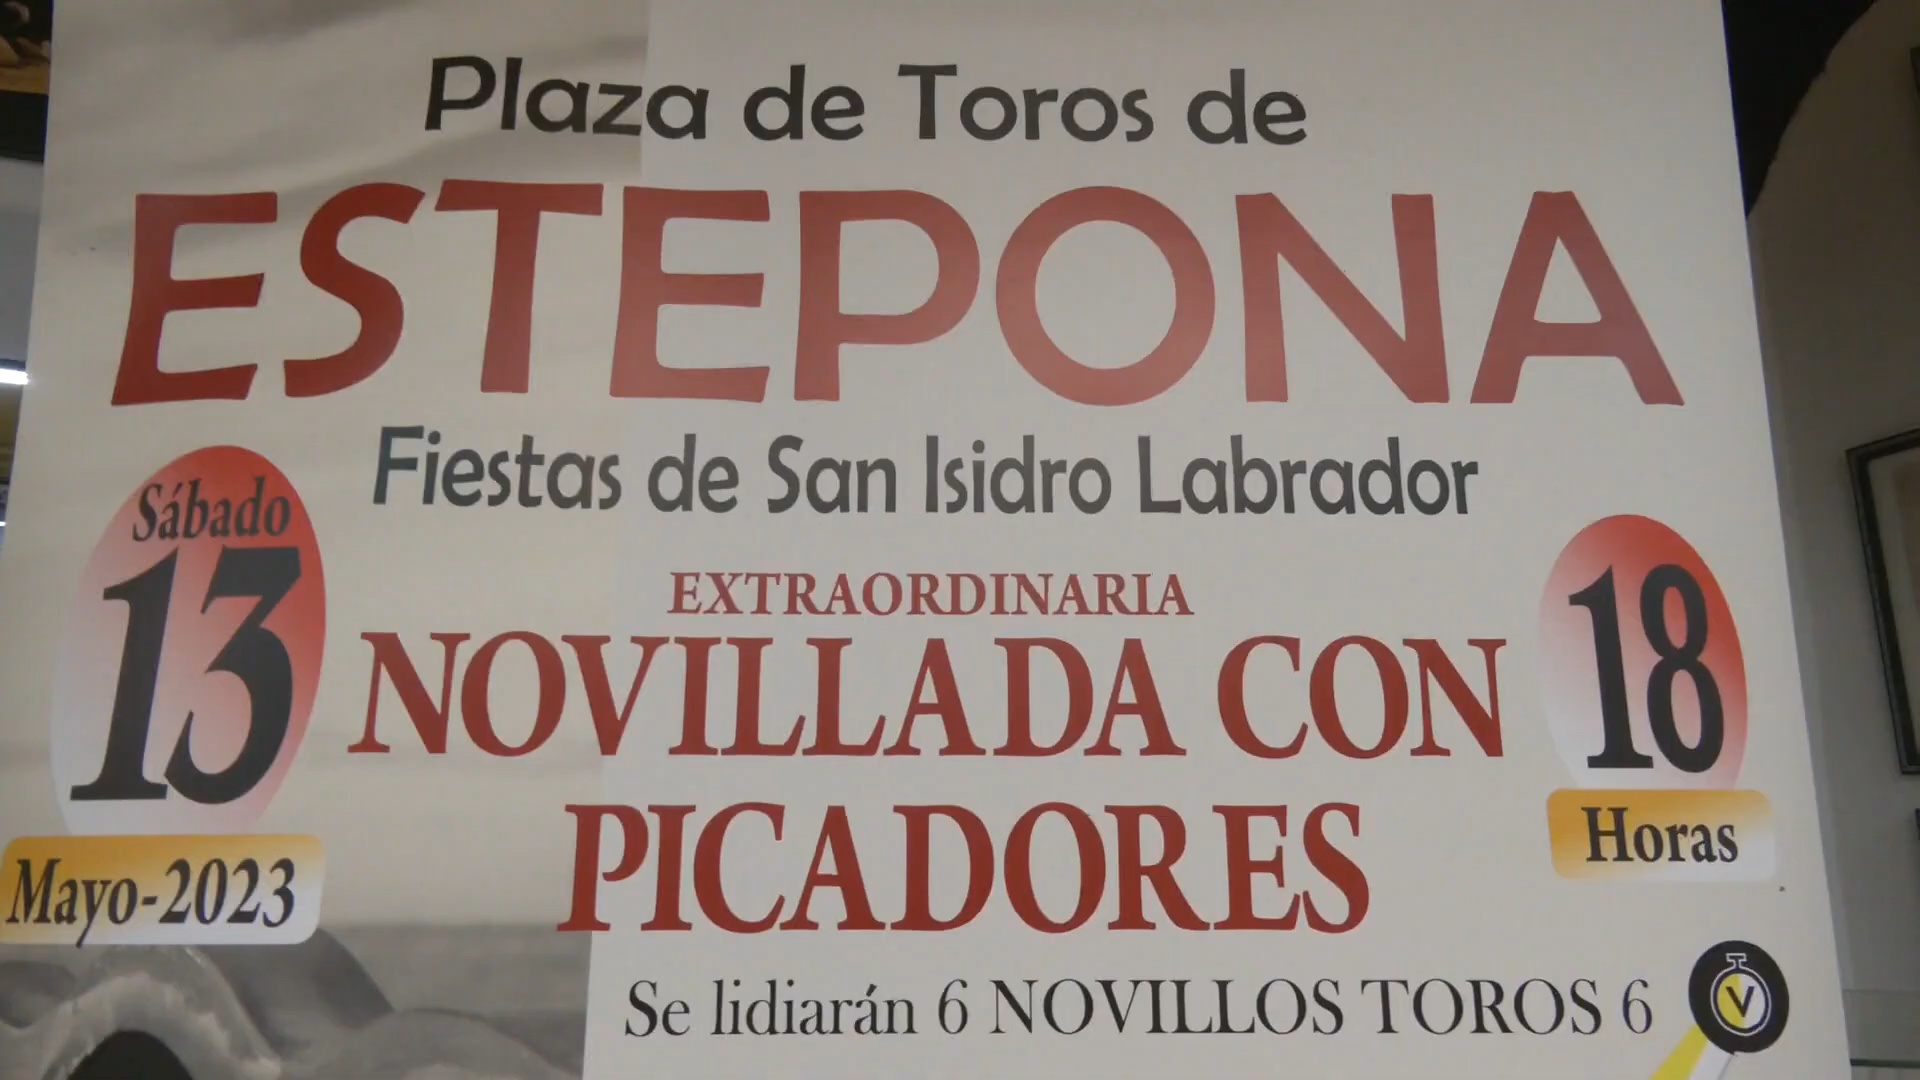 Plaza de Toros de
ESTEPONA
Fiestas de San Isidro Labrador
Sábado
13
Mayo-2023
EXTRAORDINARIA
NOVILLADA CON
PICADORES
18
Horas
Se lidiarán 6 NOVILLOS TOROS 6
V